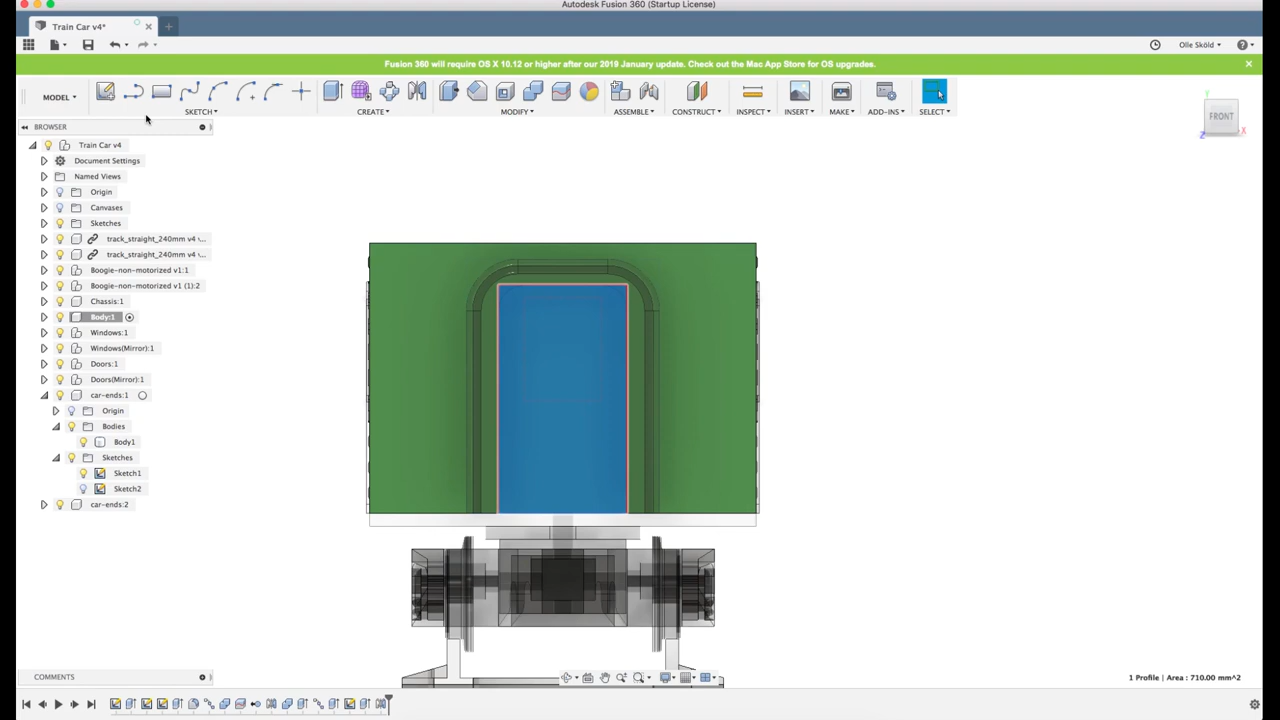 Autodesk Fusion 360 (Startup License)
Train Car v4*
Olle Sköld
Fusion 360 will require OS X 10.12 or higher after our 2019 January update. Check out the Mac App Store for OS upgrades.
MODEL
SKETCH
CREATE
MODIFY
ASSEMBLE
CONSTRUCT
INSPECT
INSERT
MAKE
ADD-INS
SELECT
FRONT
Y
X
Z
BROWSER
Train Car v4
Document Settings
Named Views
Origin
Canvases
Sketches
track_straight_240mm v4 ...
track_straight_240mm v4 ...
Boogie-non-motorized v1:1
Boogie-non-motorized v1 (1):2
Chassis:1
Body:1
Windows:1
Windows(Mirror):1
Doors:1
Doors(Mirror):1
car-ends:1
Origin
Bodies
Body1
Sketches
Sketch1
Sketch2
car-ends:2
COMMENTS
1 Profile | Area : 710.00 mm^2